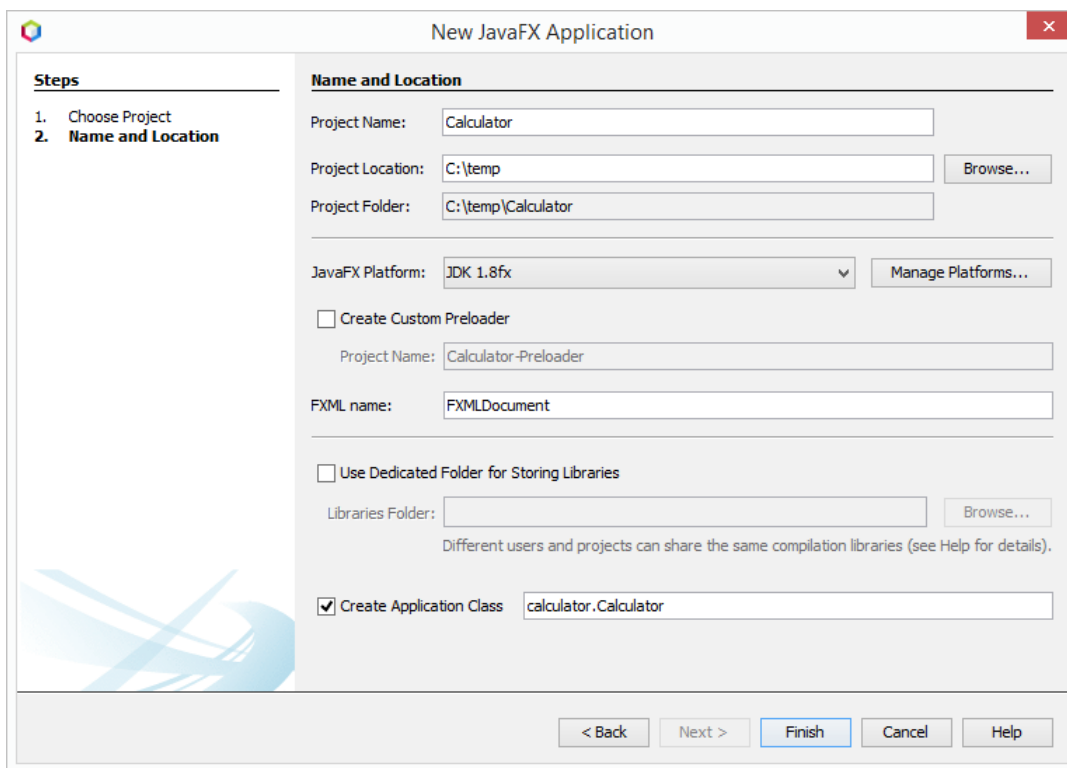 New JavaFX Application
Steps
1. Choose Project
2. Name and Location
Name and Location
Project Name: Calculator
Project Location: C:\temp Browse...
Project Folder: C:\temp\Calculator
JavaFX Platform: JDK 1.8fx Manage Platforms...
Create Custom Preloader
Project Name: Calculator-Preloader
FXML name: FXMLDocument
Use Dedicated Folder for Storing Libraries
Libraries Folder: Browse...
Different users and projects can share the same compilation libraries (see Help for details).
Create Application Class calculator.Calculator
< Back Next > Finish Cancel Help